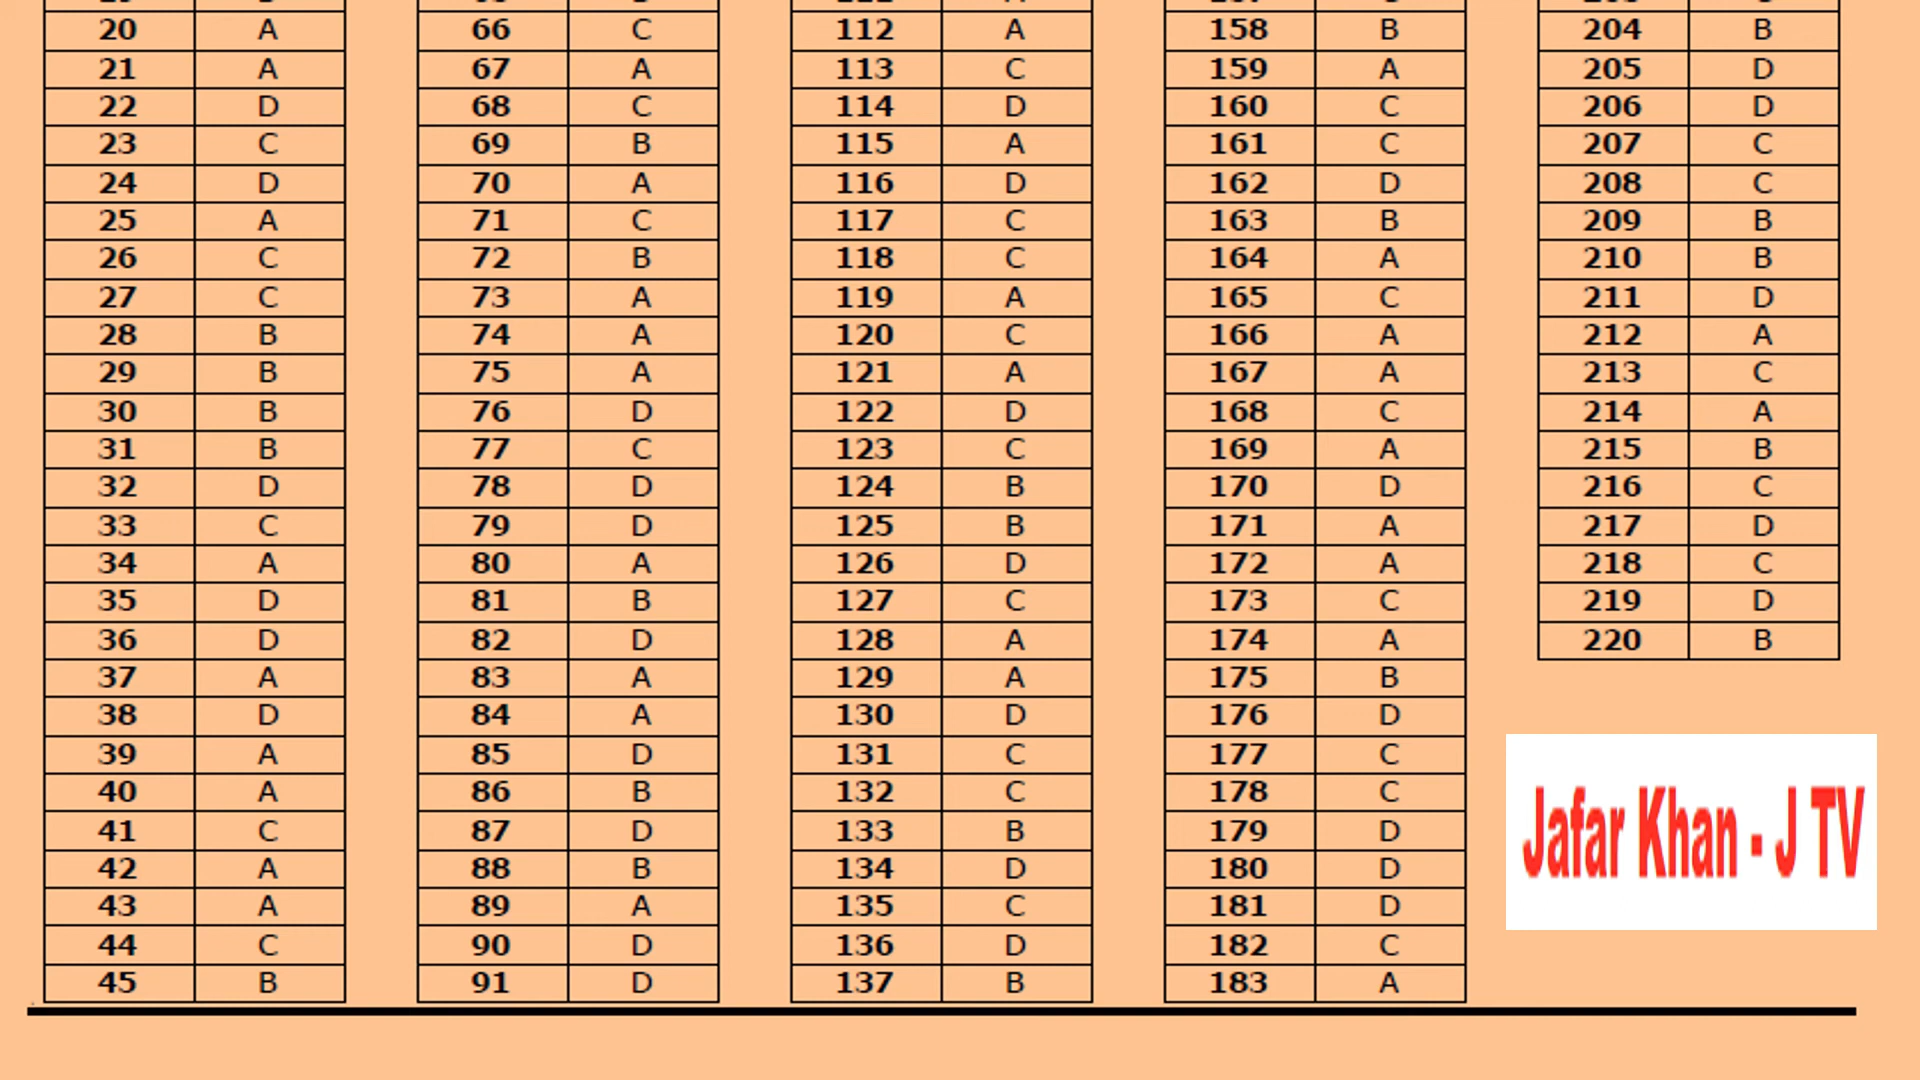 20 A 66 C 112 A 158 B 204 B
21 A 67 A 113 C 159 A 205 D
22 D 68 C 114 D 160 C 206 D
23 C 69 B 115 A 161 C 207 C
24 D 70 A 116 D 162 D 208 C
25 A 71 C 117 C 163 B 209 B
26 C 72 B 118 C 164 A 210 B
27 C 73 A 119 A 165 C 211 D
28 B 74 A 120 C 166 A 212 A
29 B 75 A 121 A 167 A 213 C
30 B 76 D 122 D 168 C 214 A
31 B 77 C 123 C 169 A 215 B
32 D 78 D 124 B 170 D 216 C
33 C 79 D 125 B 171 A 217 D
34 A 80 A 126 D 172 A 218 C
35 D 81 B 127 C 173 C 219 D
36 D 82 D 128 A 174 A 220 B
37 A 83 A 129 A 175 B
38 D 84 A 130 D 176 D
39 A 85 D 131 C 177 C
40 A 86 B 132 C 178 C
41 C 87 D 133 B 179 D
42 A 88 B 134 D 180 D
43 A 89 A 135 C 181 D
44 C 90 D 136 D 182 C
45 B 91 D 137 B 183 A
Jafar Khan - J TV